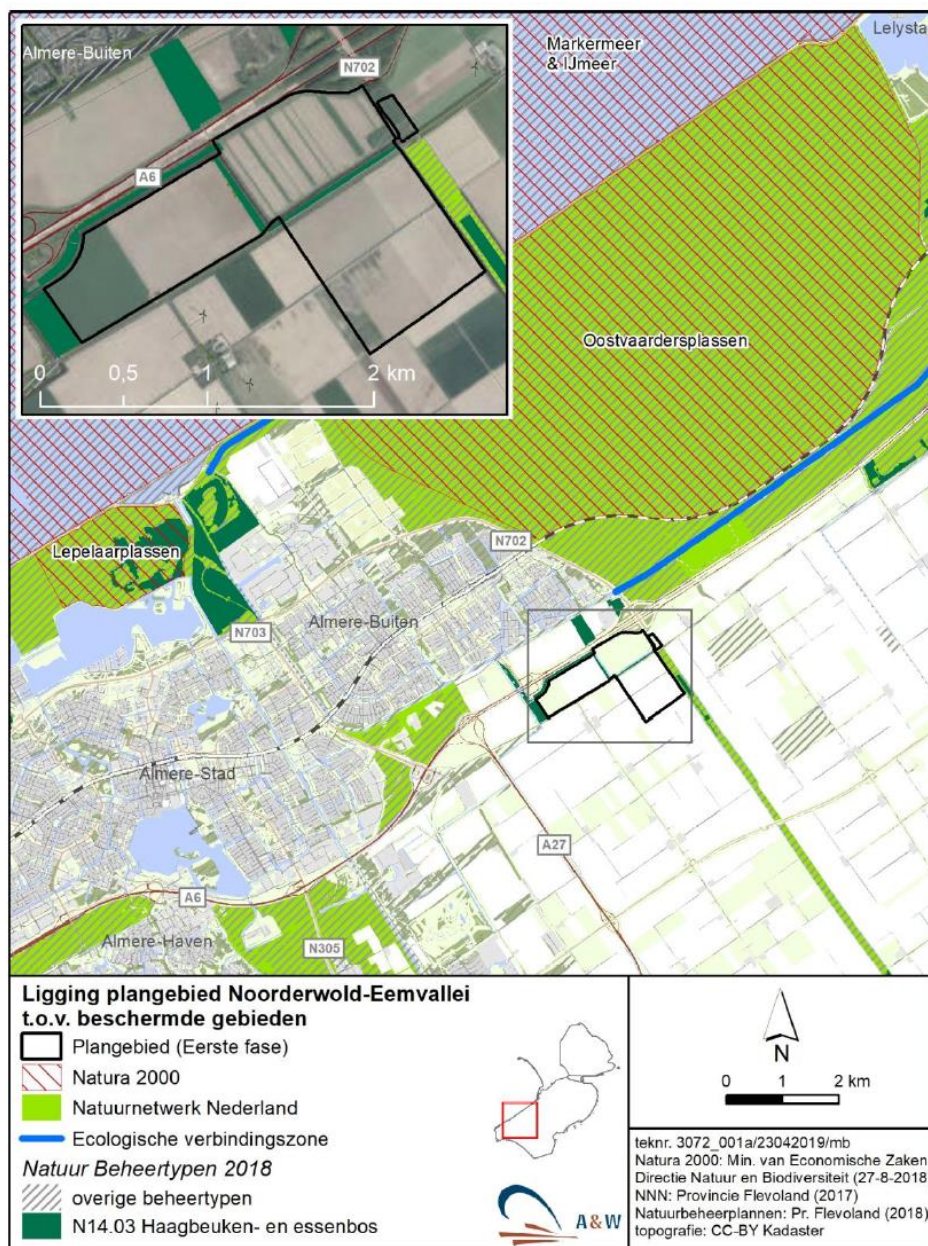 Almere-Buiten
N702
A6
0 0,5 1 2 km
Markermeer
& IJmeer
Lelysta
Oostvaardersplassen
Lepelaarplassen
N702
N703
Almere-Buiten
Almere-Stad
A27
A6
Almere-Haven
N305
Ligging plangebied Noorderwold-Eemvallei
t.o.v. beschermde gebieden
Plangebied (Eerste fase)
Natura 2000
Natuurnetwerk Nederland
Ecologische verbindingszone
Natuur Beheertypen 2018
overige beheertypen
N14.03 Haagbeuken- en essenbos
A&W
N
0 1 2 km
teknr. 3072_001a/23042019/mb
Natura 2000: Min. van Economische Zaken
Directie Natuur en Biodiversiteit (27-8-2018
NNN: Provincie Flevoland (2017)
Natuurbeheerplannen: Pr. Flevoland (2018)
topografie: CC-BY Kadaster